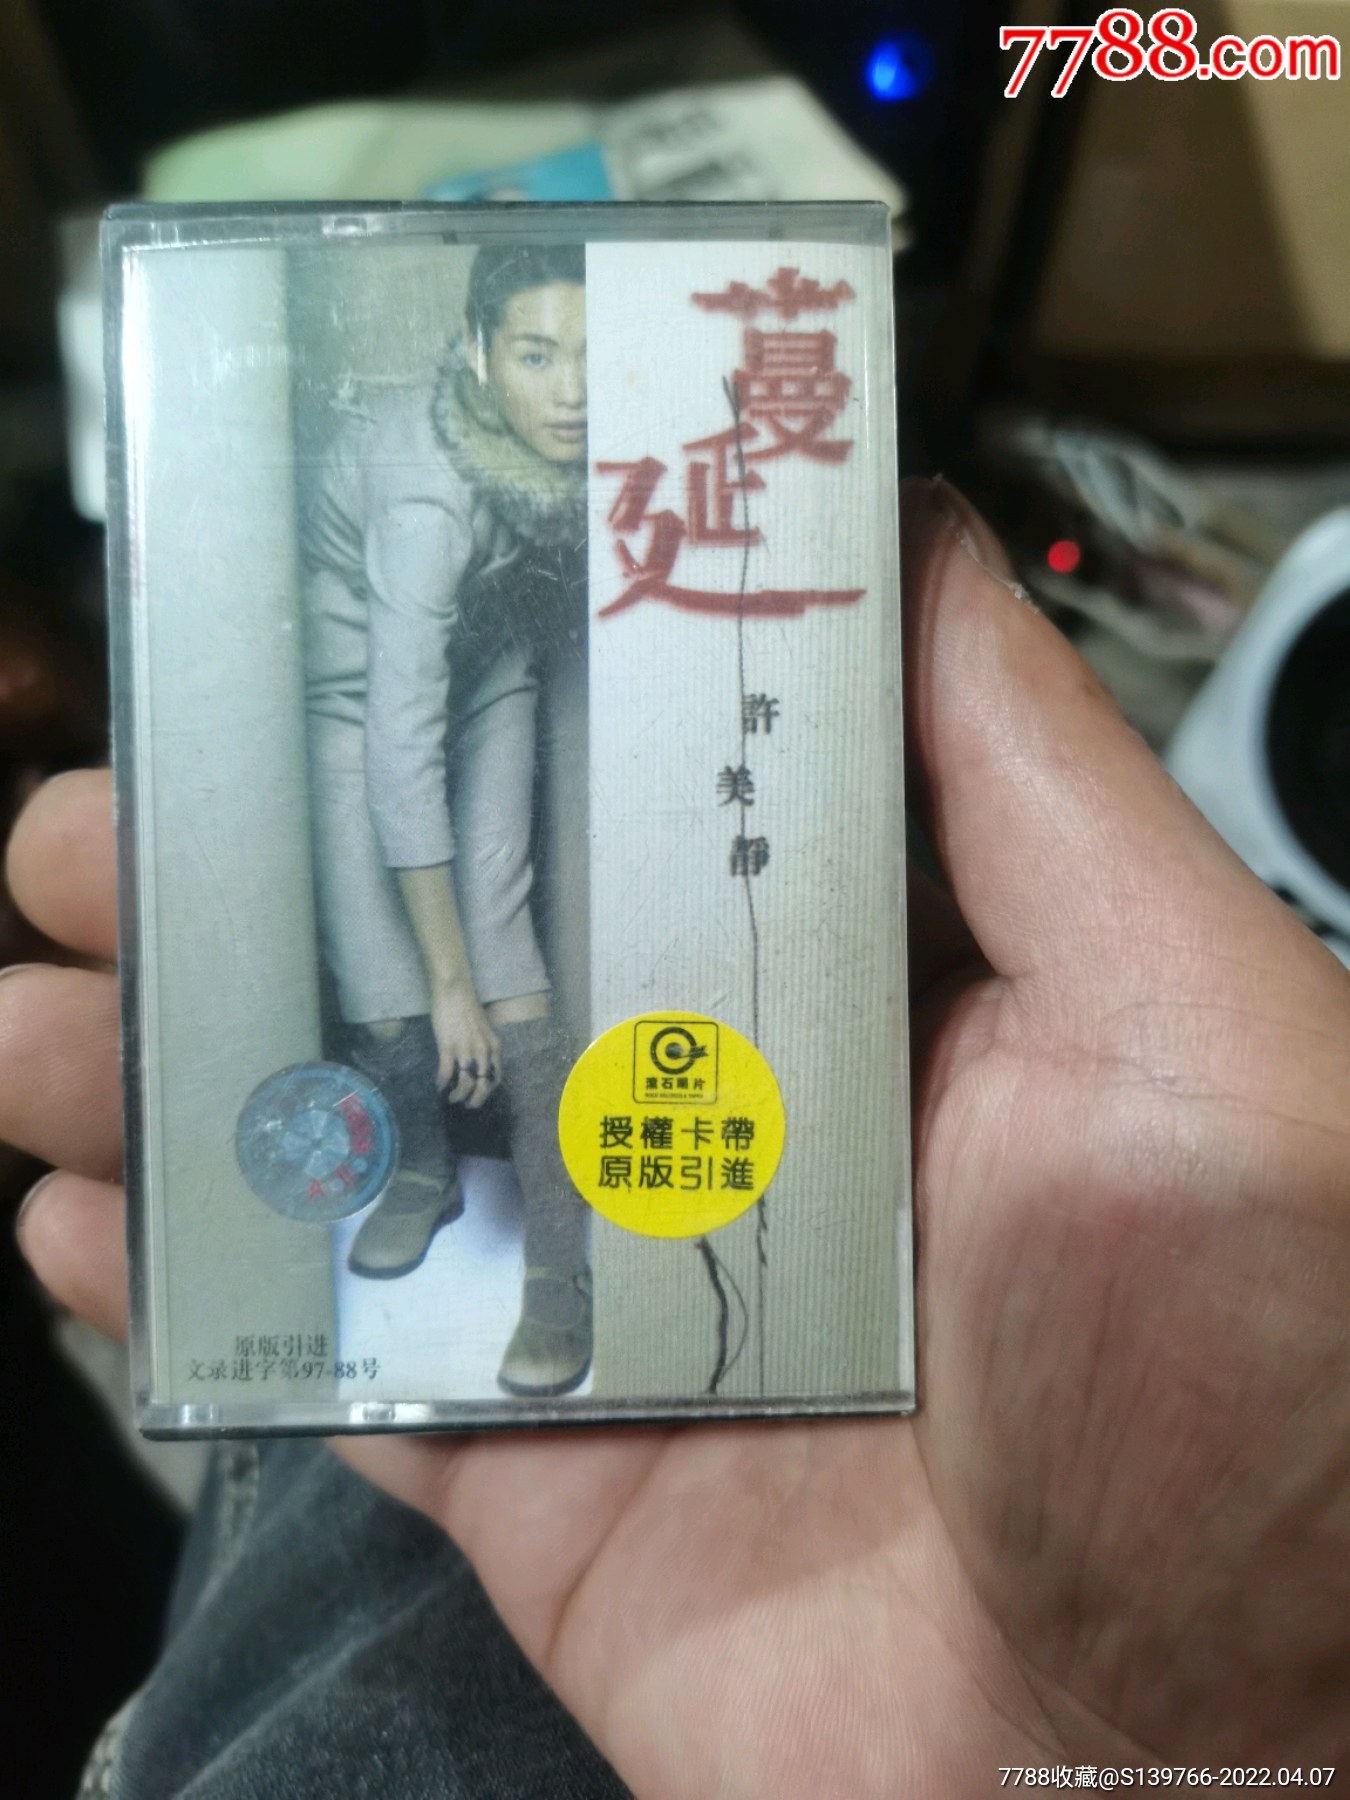 7788.com
蔓延
許美靜
滾石唱片
授權卡帶
原版引進
原版引进
文录进字第97-88号
7788收藏@S139766-2022.04.07